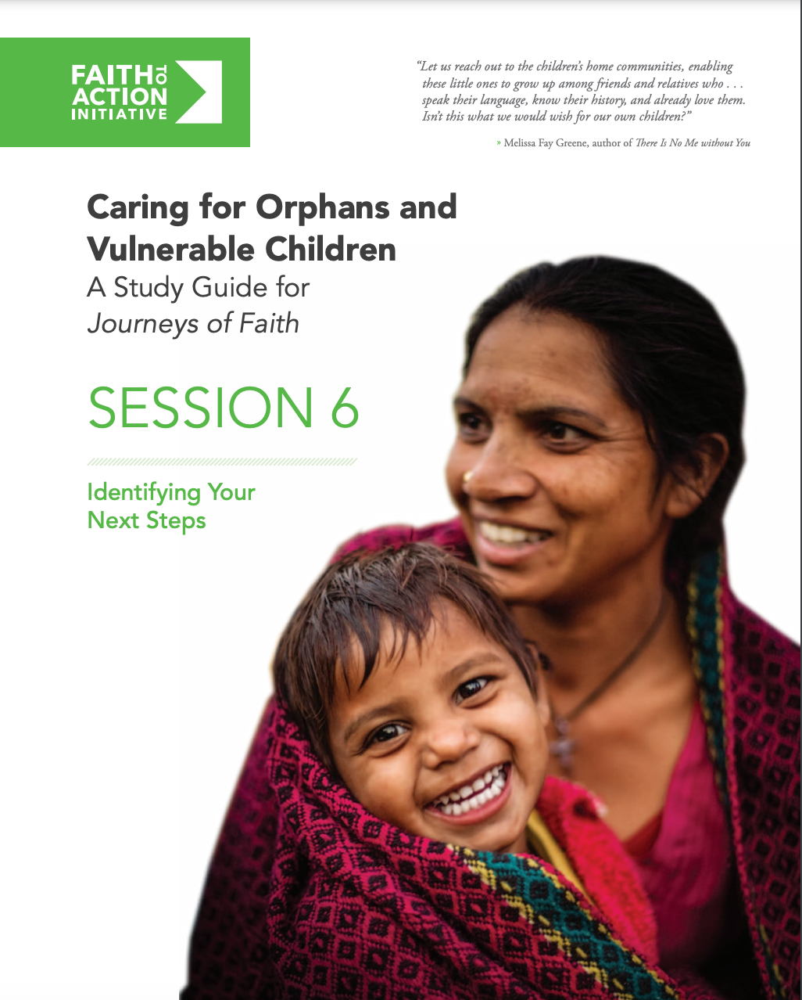 FAITH TO
ACTION
INITIATIVE
“Let us reach out to the children’s home communities, enabling
these little ones to grow up among friends and relatives who . . .
speak their language, know their history, and already love them.
Isn’t this what we would wish for our own children?”
» Melissa Fay Greene, author of There Is No Me without You
Caring for Orphans and
Vulnerable Children
A Study Guide for
Journeys of Faith
SESSION 6
Identifying Your
Next Steps